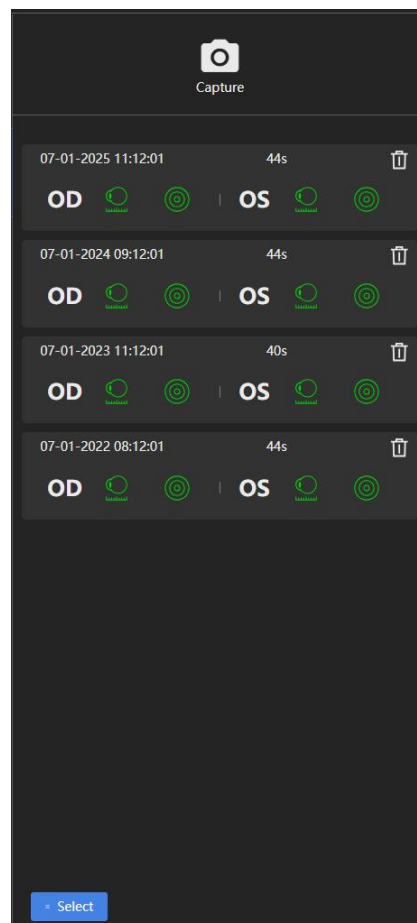 Capture
07-01-2025 11:12:01 44s
OD OS
07-01-2024 09:12:01 44s
OD OS
07-01-2023 11:12:01 40s
OD OS
07-01-2022 08:12:01 44s
OD OS
Select